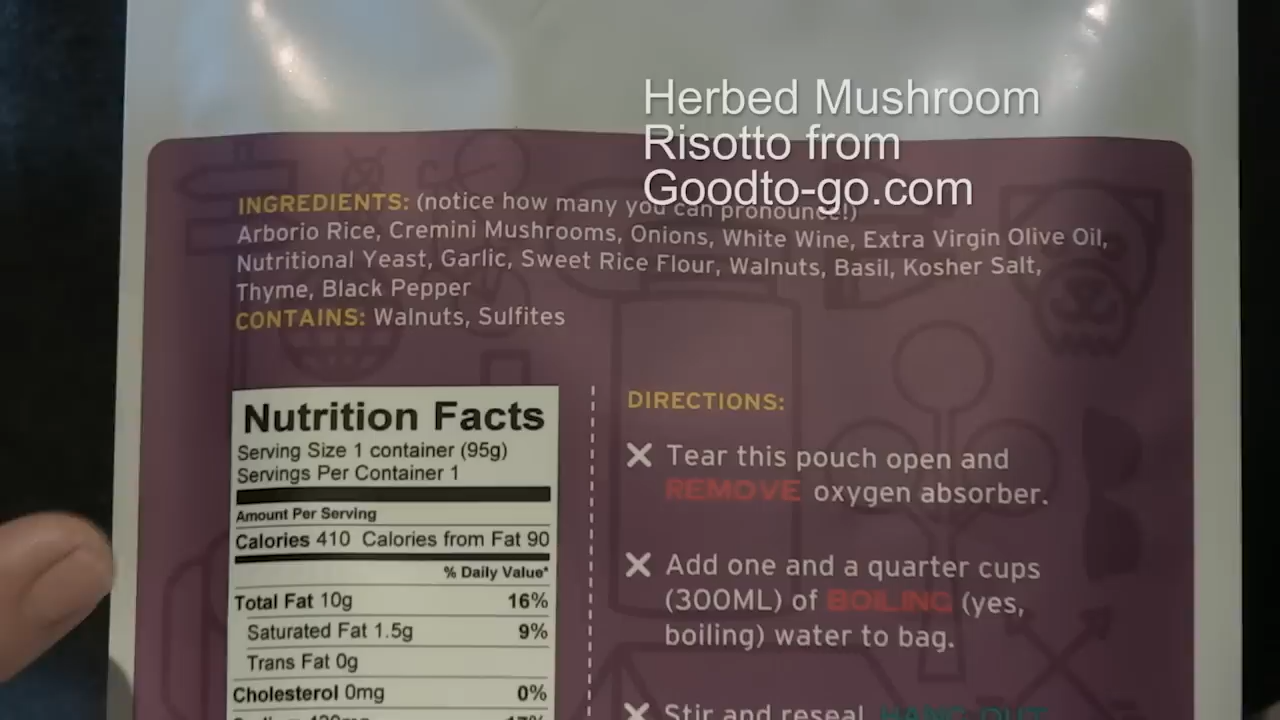 Herbed Mushroom
Risotto from
Goodto-go.com
INGREDIENTS: (notice how many you can pronounce!)
Arborio Rice, Cremini Mushrooms, Onions, White Wine, Extra Virgin Olive Oil,
Nutritional Yeast, Garlic, Sweet Rice Flour, Walnuts, Basil, Kosher Salt,
Thyme, Black Pepper
CONTAINS: Walnuts, Sulfites
Nutrition Facts
Serving Size 1 container (95g)
Servings Per Container 1
Amount Per Serving
Calories 410 Calories from Fat 90
% Daily Value*
Total Fat 10g 16%
Saturated Fat 1.5g 9%
Trans Fat 0g
Cholesterol 0mg 0%
DIRECTIONS:
Tear this pouch open and
REMOVE oxygen absorber.
Add one and a quarter cups
(300ML) of BOILING (yes,
boiling) water to bag.
Stir and reseal. HANG OUT